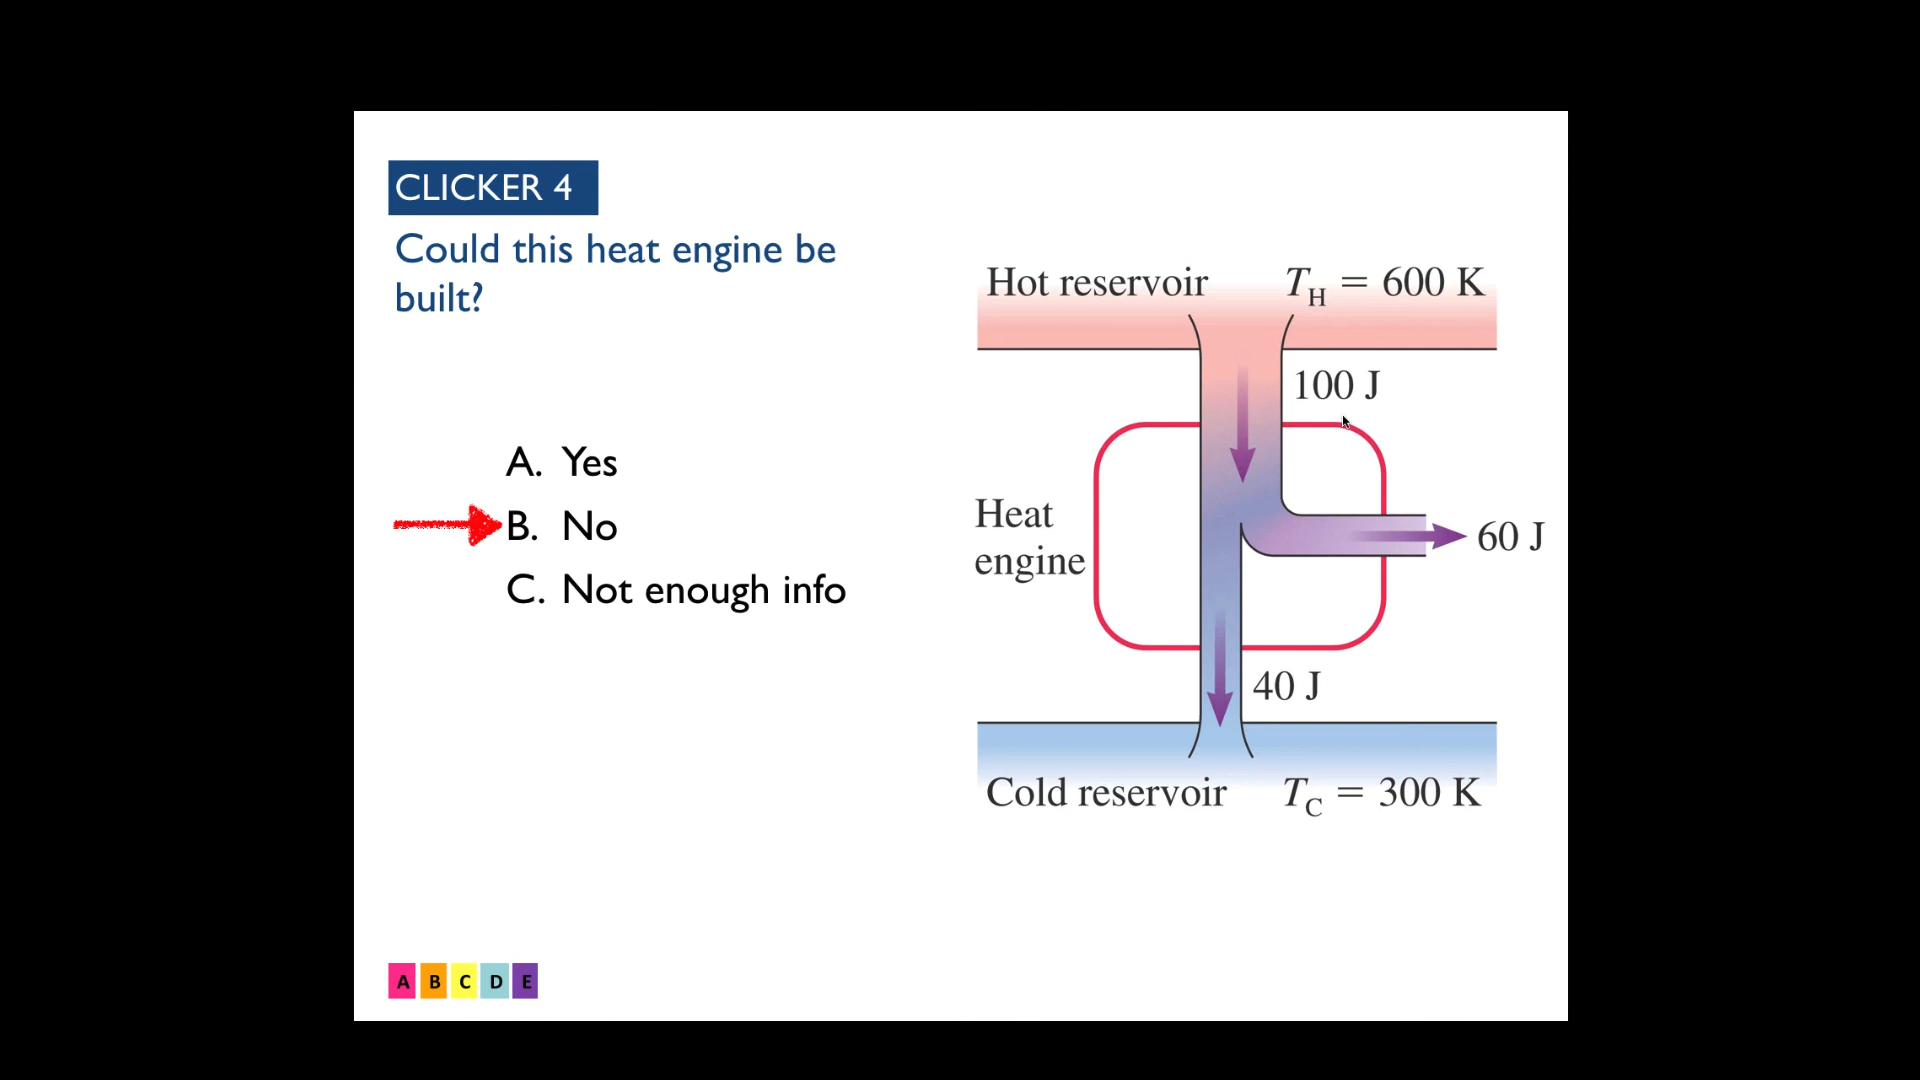 CLICKER 4
Could this heat engine be
built?
A. Yes
B. No
C. Not enough info
Hot reservoir T_H = 600 K
100 J
Heat
engine
60 J
40 J
Cold reservoir T_C = 300 K
A B C D E